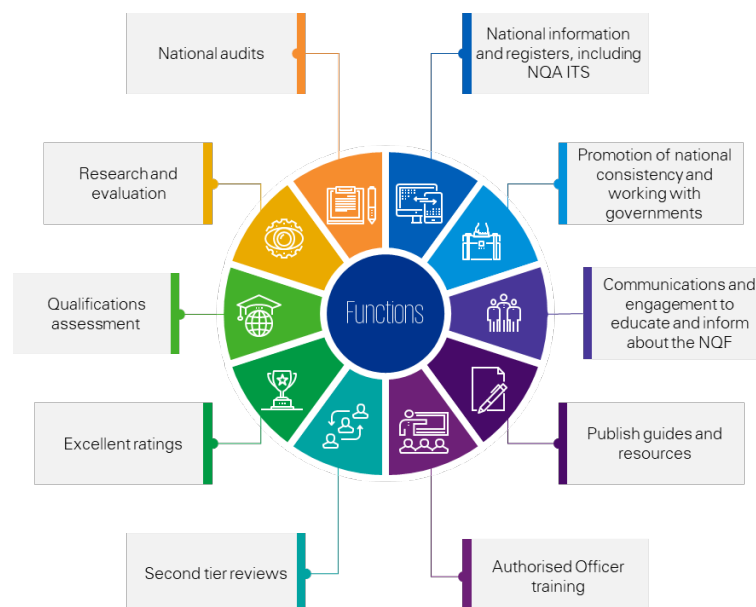 National audits
National information
and registers, including
NQA ITS
Research and
evaluation
Promotion of national
consistency and
working with
governments
Functions
Qualifications
assessment
Communications and
engagement to
educate and inform
about the NQF
Excellent ratings
Publish guides and
resources
Second tier reviews
Authorised Officer
training